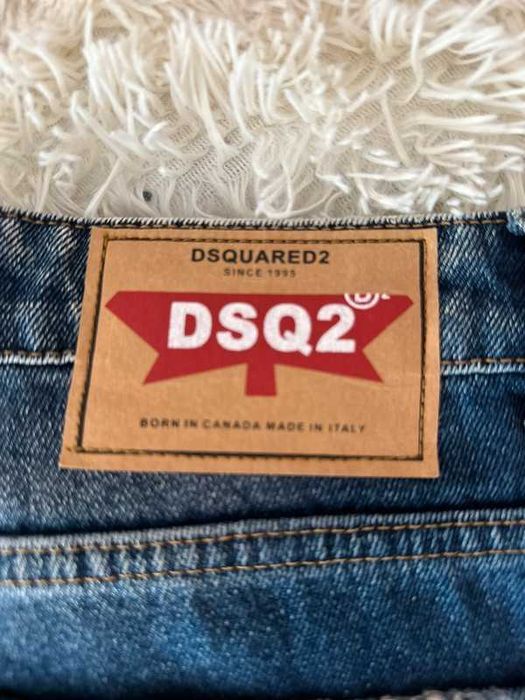 DSQUARED2
SINCE 1995
DSQ2
BORN IN CANADA MADE IN ITALY